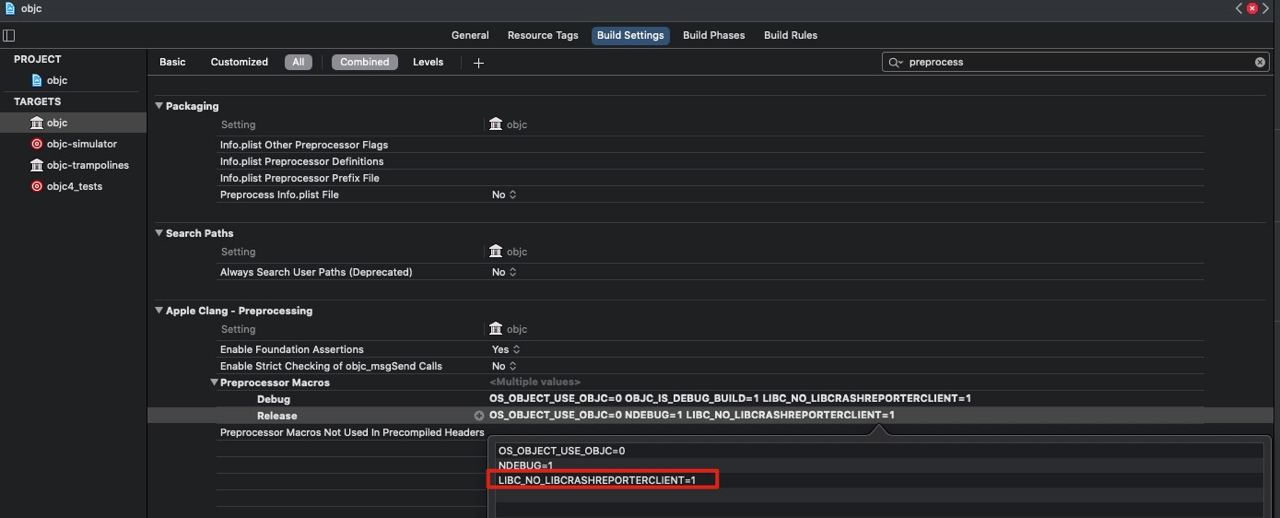 objc
General Resource Tags Build Settings Build Phases Build Rules
PROJECT
objc
TARGETS
objc
objc-simulator
objc-trampolines
objc4_tests
Basic Customized All Combined Levels + preprocess
Packaging
Setting objc
Info.plist Other Preprocessor Flags
Info.plist Preprocessor Definitions
Info.plist Preprocessor Prefix File
Preprocess Info.plist File No
Search Paths
Setting objc
Always Search User Paths (Deprecated) No
Apple Clang - Preprocessing
Setting objc
Enable Foundation Assertions Yes
Enable Strict Checking of objc_msgSend Calls No
Preprocessor Macros <Multiple values>
Debug OS_OBJECT_USE_OBJC=0 OBJC_IS_DEBUG_BUILD=1 LIBC_NO_LIBCRASHREPORTERCLIENT=1
Release OS_OBJECT_USE_OBJC=0 NDEBUG=1 LIBC_NO_LIBCRASHREPORTERCLIENT=1
Preprocessor Macros Not Used In Precompiled Headers
OS_OBJECT_USE_OBJC=0
NDEBUG=1
LIBC_NO_LIBCRASHREPORTERCLIENT=1